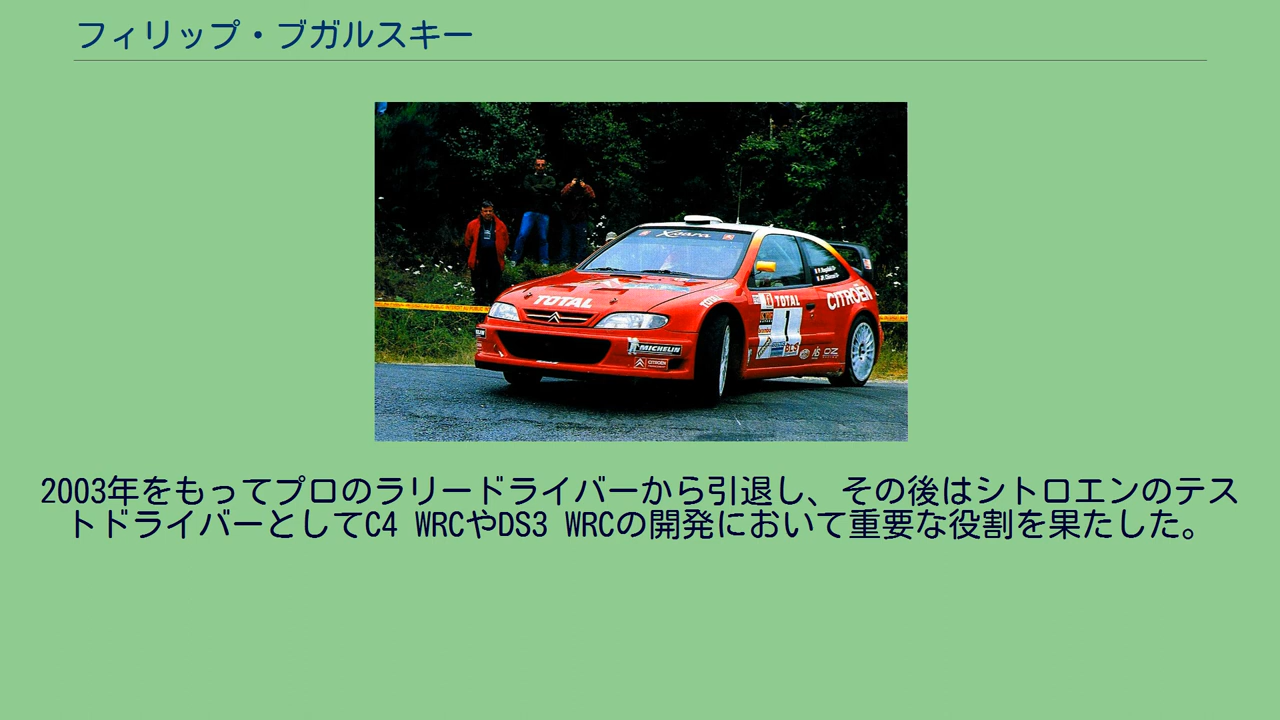 フィリップ・ブガルスキー
Xsara
TOTAL
TOTAL
TOTAL
CITROËN
1
MICHELIN
CITROËN
OZ
2003年をもってプロのラリードライバーから引退し、その後はシトロエンのテス
トドライバーとしてC4 WRCやDS3 WRCの開発において重要な役割を果たした。